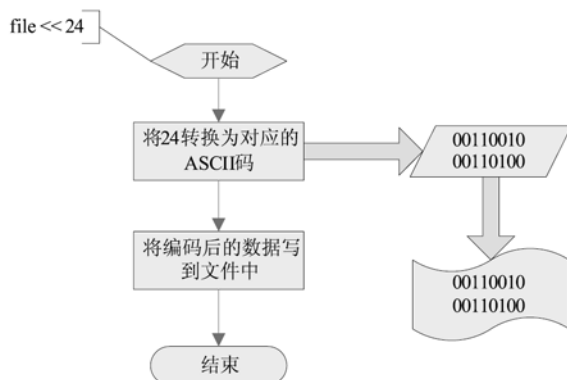 file << 24
开始
将24转换为对应的
ASCII码
00110010
00110100
将编码后的数据写
到文件中
00110010
00110100
结束